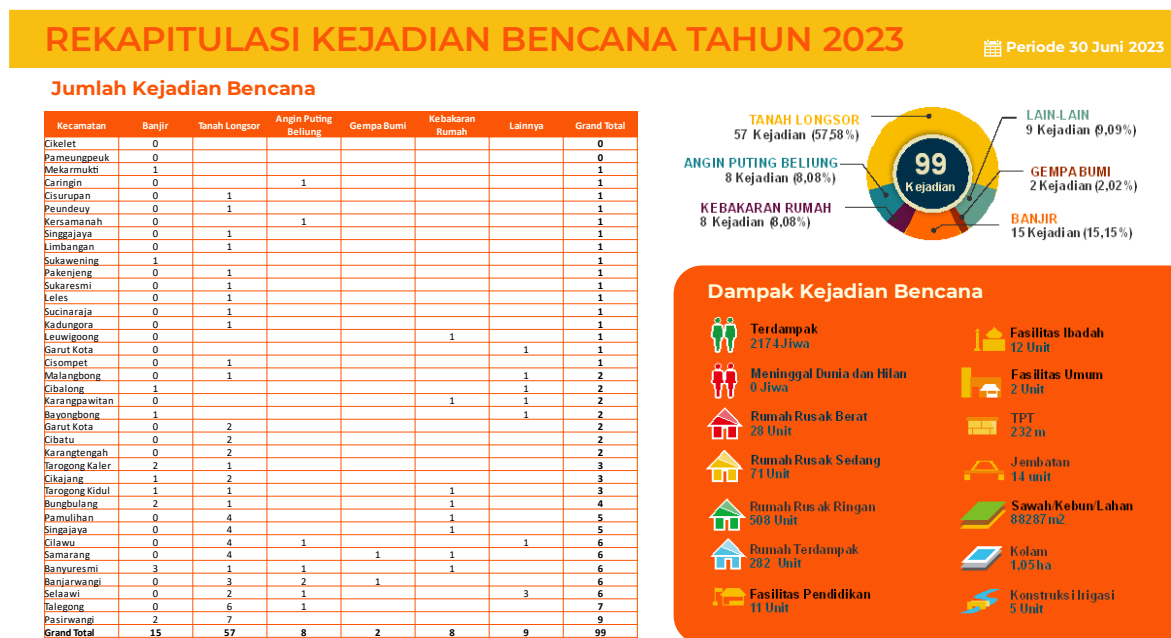 REKAPITULASI KEJADIAN BENCANA TAHUN 2023
Periode 30 Juni 2023
Jumlah Kejadian Bencana
Kecamatan Banjir Tanah Longsor Angin Puting Beliung Gempa Bumi Kebakaran Rumah Lainnya Grand Total
Cikelet 0 0
Pameungpeuk 0 0
Mekarmukti 1 1
Caringin 0 1 1
Cisurupan 0 1 1
Peundeuy 0 1 1
Kersamanah 0 1 1
Singgajaya 0 1 1
Limbangan 0 1 1
Sukawening 1 1
Pakenjeng 0 1 1
Sukaresmi 0 1 1
Leles 0 1 1
Sucinaraja 0 1 1
Kadungora 0 1 1
Leuwigoong 0 1 1
Garut Kota 0 1 1
Cisompet 0 1 1
Malangbong 0 1 1 2
Cibalong 1 1 2
Karangpawitan 0 1 1 2
Bayongbong 1 1 2
Garut Kota 0 2 2
Cibatu 0 2 2
Karangtengah 0 2 2
Tarogong Kaler 2 1 3
Cikajang 1 2 3
Tarogong Kidul 1 1 1 3
Bungbulang 2 1 1 4
Pamulihan 0 4 1 5
Singajaya 0 4 1 5
Cilawu 0 4 1 1 6
Samarang 0 4 1 1 6
Banyuresmi 3 1 1 1 6
Banjarwangi 0 3 2 1 6
Selaawi 0 2 1 3 6
Talegong 0 6 1 7
Pasirwangi 2 7 9
Grand Total 15 57 8 2 8 9 99
TANAH LONGSOR
57 Kejadian (57,58%)
ANGIN PUTING BELIUNG
8 Kejadian (8,08%)
KEBAKARAN RUMAH
8 Kejadian (8,08%)
99
Kejadian
LAIN-LAIN
9 Kejadian (9,09%)
GEMPA BUMI
2 Kejadian (2,02%)
BANJIR
15 Kejadian (15,15%)
Dampak Kejadian Bencana
Terdampak
2174 Jiwa
Meninggal Dunia dan Hilan
0 Jiwa
Rumah Rusak Berat
28 Unit
Rumah Rusak Sedang
71 Unit
Rumah Rusak Ringan
508 Unit
Rumah Terdampak
282 Unit
Fasilitas Pendidikan
11 Unit
Fasilitas Ibadah
12 Unit
Fasilitas Umum
2 Unit
TPT
232 m
Jembatan
14 unit
Sawah/Kebun/Lahan
88287 m2
Kolam
1,05 ha
Konstruksi Irigasi
5 Unit